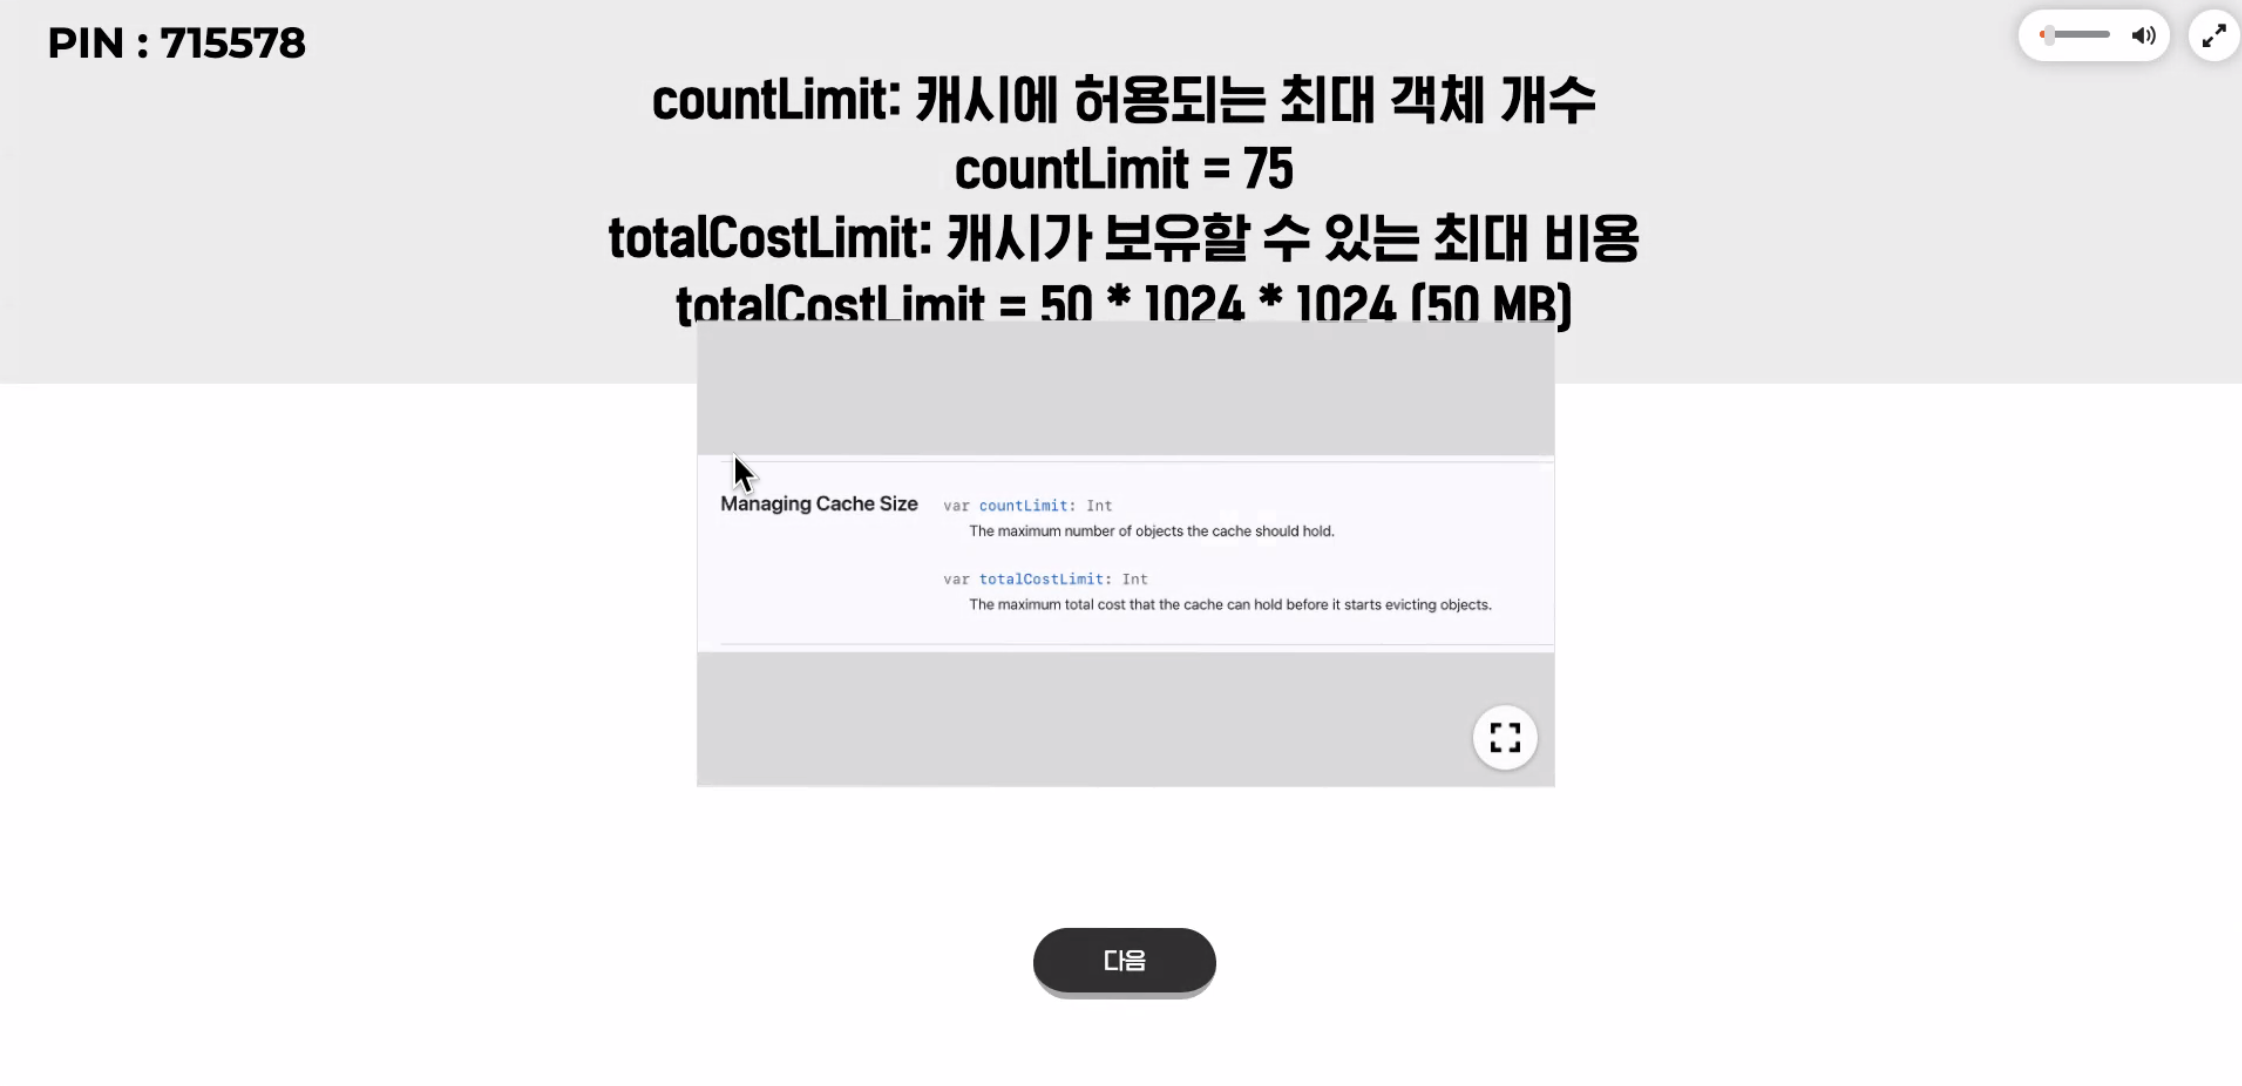 PIN : 715578
countLimit: 캐시에 허용되는 최대 객체 개수
countLimit = 75
totalCostLimit: 캐시가 보유할 수 있는 최대 비용
totalCostLimit = 50 * 1024 * 1024 (50 MB)
Managing Cache Size
var countLimit: Int
The maximum number of objects the cache should hold.
var totalCostLimit: Int
The maximum total cost that the cache can hold before it starts evicting objects.
다음